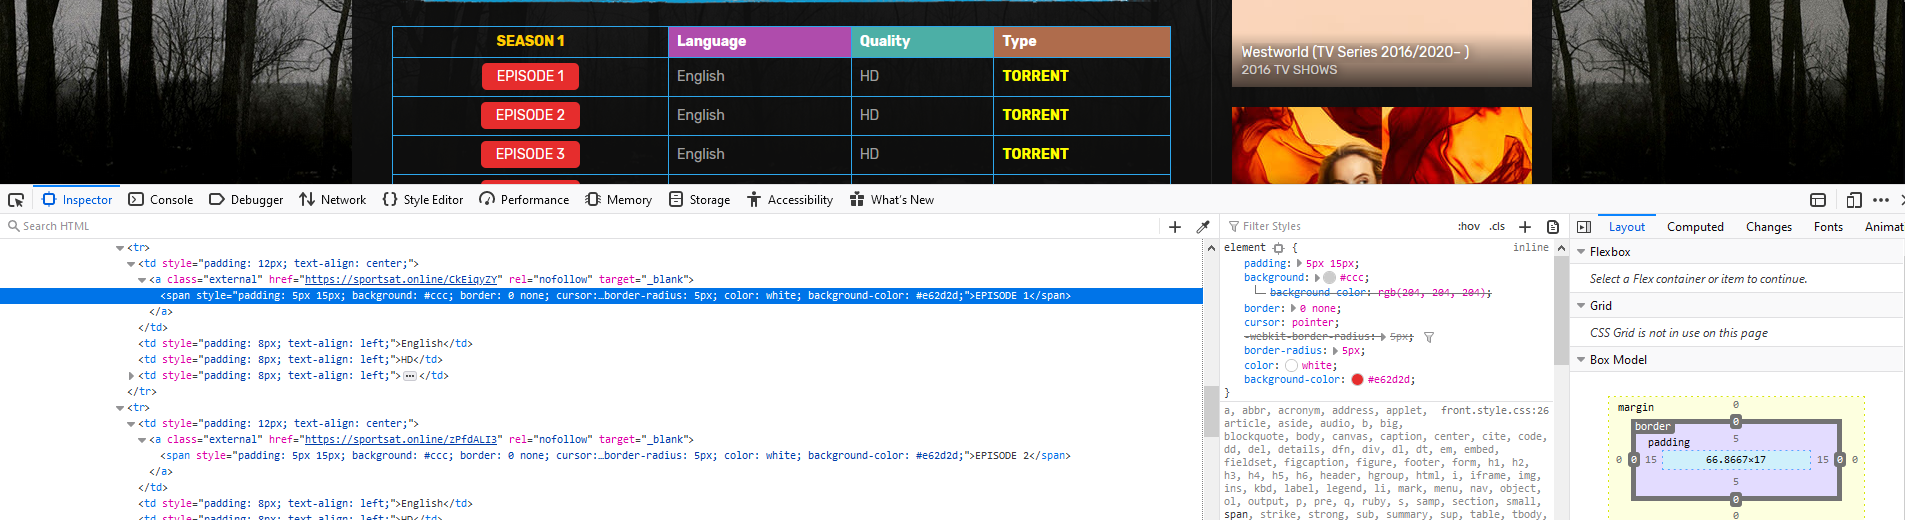 SEASON 1 Language Quality Type
EPISODE 1 English HD TORRENT
EPISODE 2 English HD TORRENT
EPISODE 3 English HD TORRENT
Westworld (TV Series 2016/2020– )
2016 TV SHOWS
Inspector Console Debugger Network Style Editor Performance Memory Storage Accessibility What's New
Search HTML
<tr>
<td style="padding: 12px; text-align: center;">
<a class="external" href="https://sportsat.online/CkEiqyZY" rel="nofollow" target="_blank">
<span style="padding: 5px 15px; background: #ccc; border: 0 none; cursor:…border-radius: 5px; color: white; background-color: #e62d2d;">EPISODE 1</span>
</a>
</td>
<td style="padding: 8px; text-align: left;">English</td>
<td style="padding: 8px; text-align: left;">HD</td>
<td style="padding: 8px; text-align: left;">…</td>
</tr>
<tr>
<td style="padding: 12px; text-align: center;">
<a class="external" href="https://sportsat.online/zPfdALI3" rel="nofollow" target="_blank">
<span style="padding: 5px 15px; background: #ccc; border: 0 none; cursor:…border-radius: 5px; color: white; background-color: #e62d2d;">EPISODE 2</span>
</a>
</td>
<td style="padding: 8px; text-align: left;">English</td>
<td style="padding: 8px; text-align: left;">HD</td>
Filter Styles :hov .cls +
element { inline
padding: 5px 15px;
background: #ccc;
background-color: rgb(204, 204, 204);
border: 0 none;
cursor: pointer;
-webkit-border-radius: 5px;
border-radius: 5px;
color: white;
background-color: #e62d2d;
}
a, abbr, acronym, address, applet, front.style.css:26
article, aside, audio, b, big,
blockquote, body, canvas, caption, center, cite, code,
dd, del, details, dfn, div, dl, dt, em, embed,
fieldset, figcaption, figure, footer, form, h1, h2,
h3, h4, h5, h6, header, hgroup, html, i, iframe, img,
ins, kbd, label, legend, li, mark, menu, nav, object,
ol, output, p, pre, q, ruby, s, samp, section, small,
span, strike, strong, sub, summary, sup, table, tbody,
Layout Computed Changes Fonts Animat
Flexbox
Select a Flex container or item to continue.
Grid
CSS Grid is not in use on this page
Box Model
margin 0
border 0
padding 5
0 0 15 66.8667×17 15 0 0
5
0
0